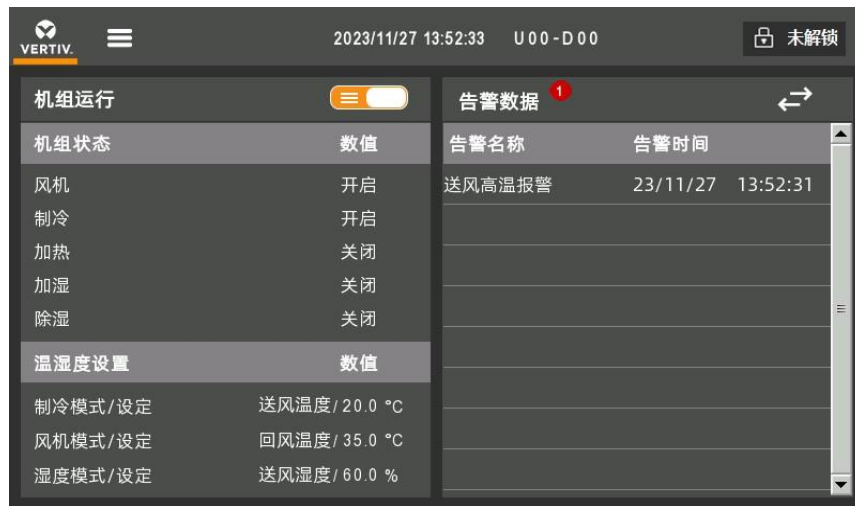 VERTIV.
2023/11/27 13:52:33 U00-D00 未解锁
机组运行
机组状态 数值
风机 开启
制冷 开启
加热 关闭
加湿 关闭
除湿 关闭
温湿度设置 数值
制冷模式/设定 送风温度/20.0 °C
风机模式/设定 回风温度/35.0 °C
湿度模式/设定 送风湿度/60.0 %
告警数据 1
告警名称 告警时间
送风高温报警 23/11/27 13:52:31